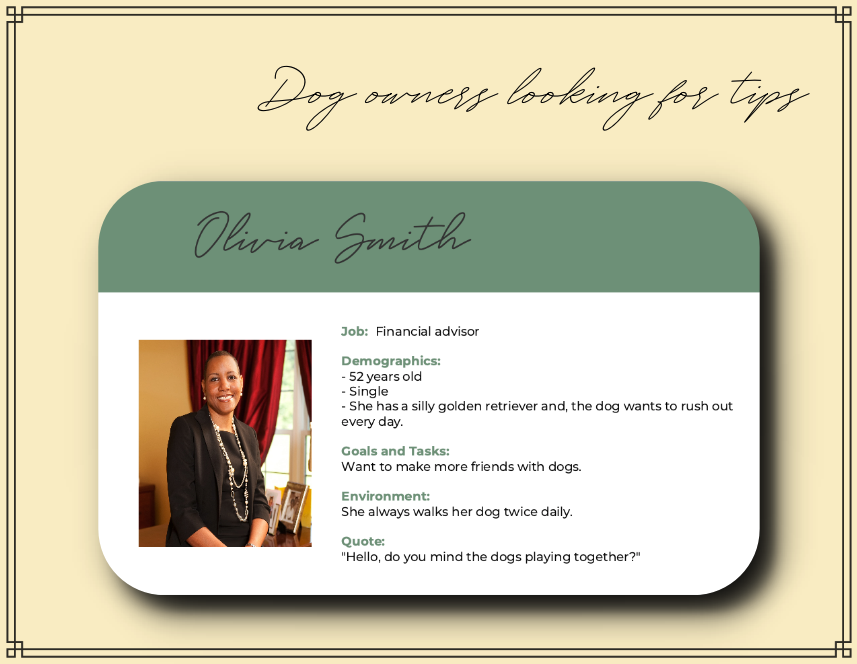 Dog owners looking for tips
Olivia Smith
Job: Financial advisor
Demographics:
- 52 years old
- Single
- She has a silly golden retriever and, the dog wants to rush out
every day.
Goals and Tasks:
Want to make more friends with dogs.
Environment:
She always walks her dog twice daily.
Quote:
"Hello, do you mind the dogs playing together?"